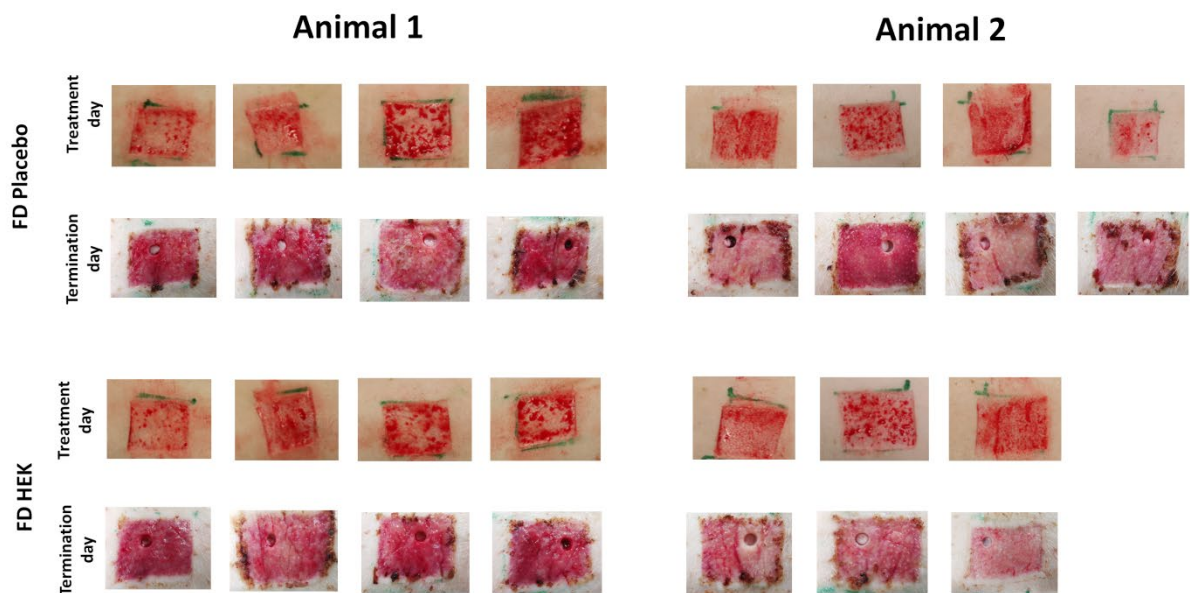 Animal 1
Animal 2
FD Placebo
Treatment
day
Termination
day
FD HEK
Treatment
day
Termination
day